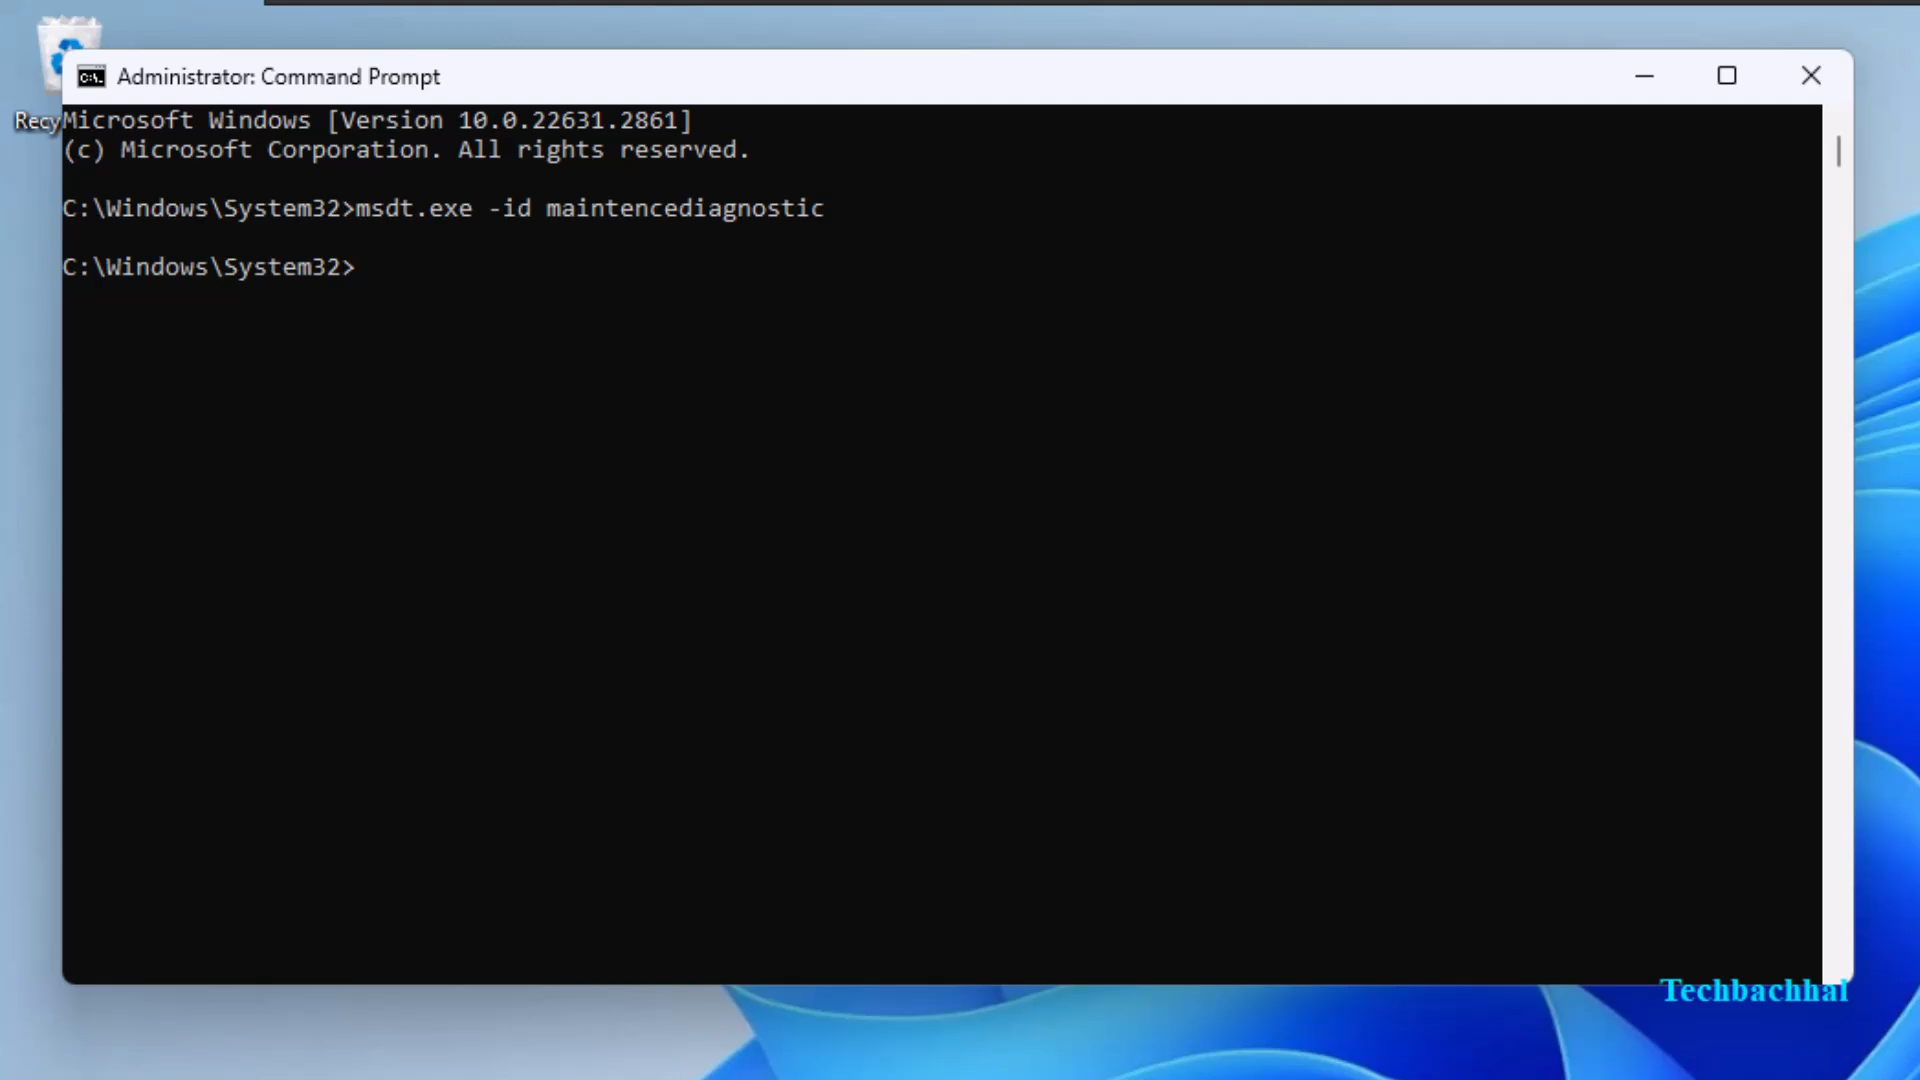 Administrator: Command Prompt
Recy
Microsoft Windows [Version 10.0.22631.2861]
(c) Microsoft Corporation. All rights reserved.
C:\Windows\System32>msdt.exe -id maintencediagnostic
C:\Windows\System32>
Techbachhal